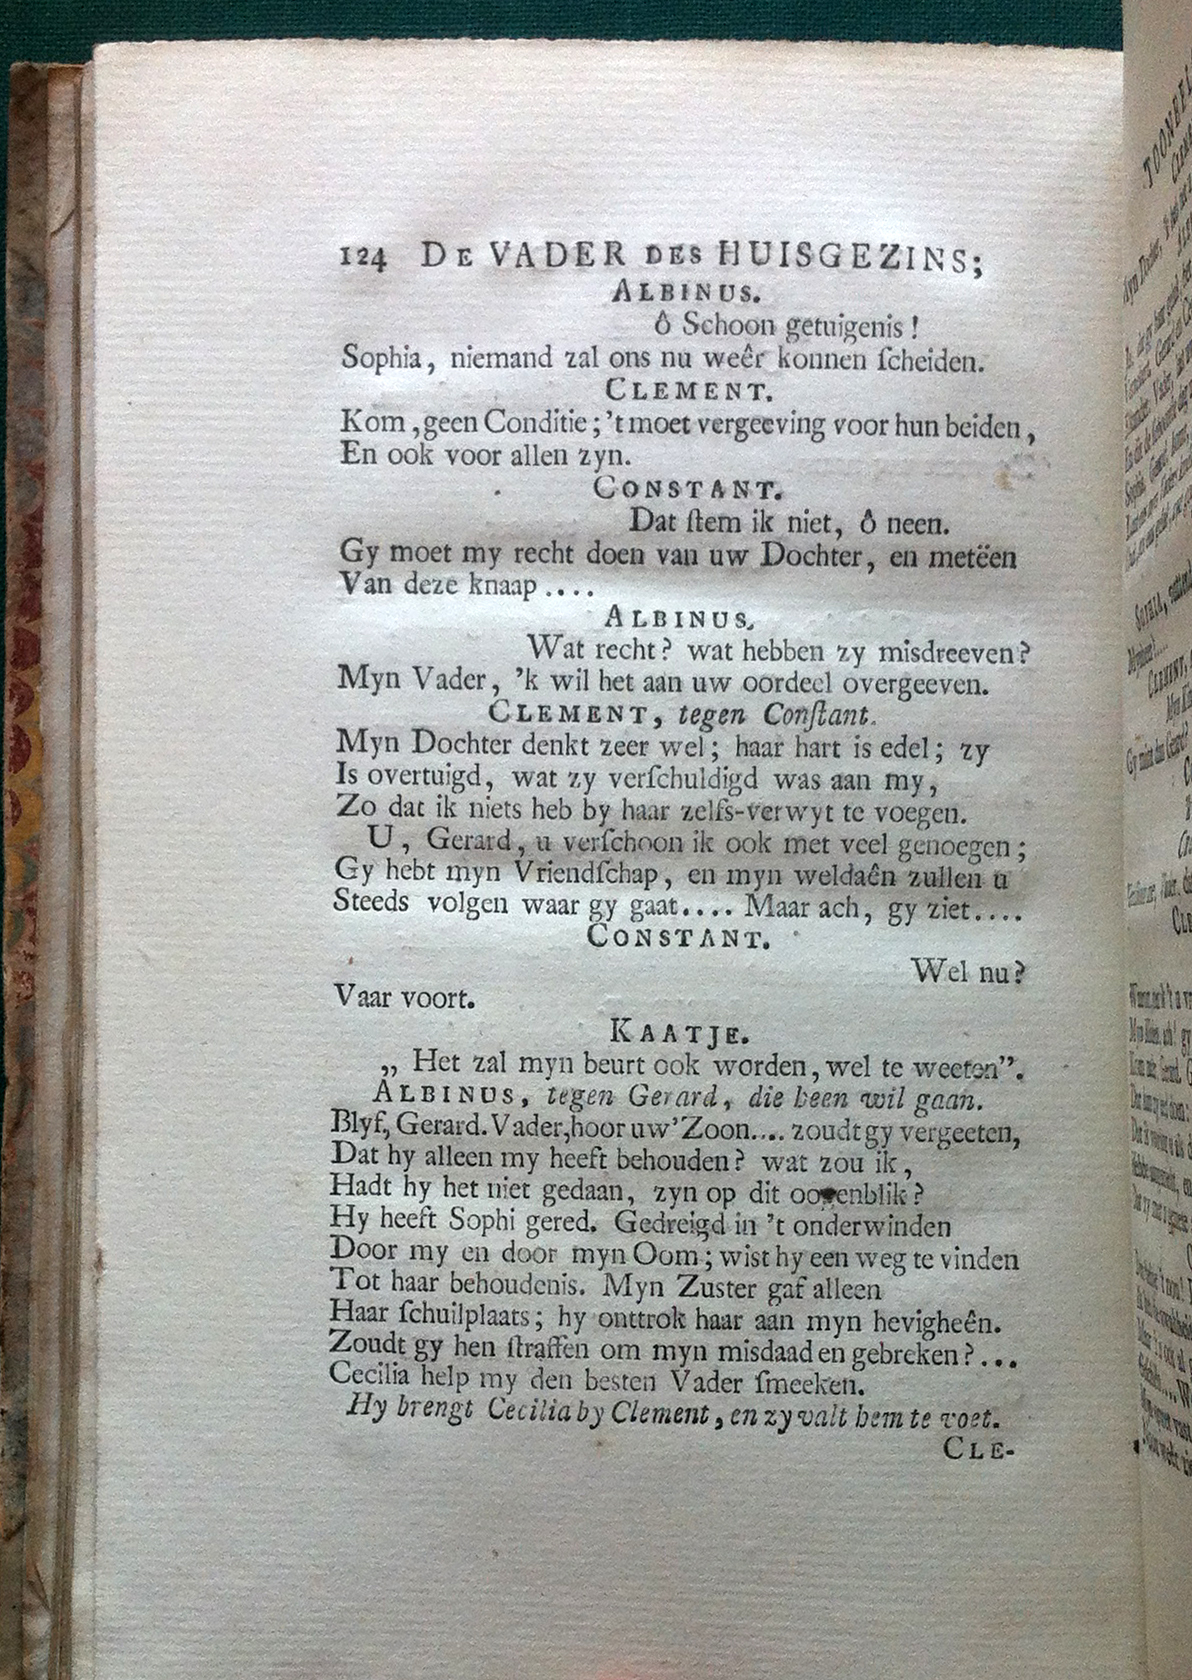 124 DE VADER DES HUISGEZINS;
ALBINUS.
ô Schoon getuigenis!
Sophia, niemand zal ons nu weêr konnen ſcheiden.
CLEMENT.
Kom, geen Conditie; 't moet vergeeving voor hun beiden,
En ook voor allen zyn.
CONSTANT.
Dat ſtem ik niet, ô neen.
Gy moet my recht doen van uw Dochter, en metëen
Van deze knaap ....
ALBINUS.
Wat recht? wat hebben zy misdreeven?
Myn Vader, 'k wil het aan uw oordeel overgeeven.
CLEMENT, tegen Conſtant.
Myn Dochter denkt zeer wel; haar hart is edel; zy
Is overtuigd, wat zy verſchuldigd was aan my,
Zo dat ik niets heb by haar zelfs-verwyt te voegen.
U, Gerard, u verſchoon ik ook met veel genoegen;
Gy hebt myn Vriendſchap, en myn weldaên zullen u
Steeds volgen waar gy gaat.... Maar ach, gy ziet....
CONSTANT.
Wel nu?
Vaar voort.
KAATJE.
„ Het zal myn beurt ook worden, wel te weeten”.
ALBINUS, tegen Gerard, die heen wil gaan.
Blyf, Gerard. Vader, hoor uw' Zoon.... zoudt gy vergeeten,
Dat hy alleen my heeft behouden? wat zou ik,
Hadt hy het niet gedaan, zyn op dit oogenblik?
Hy heeft Sophi gered. Gedreigd in 't onderwinden
Door my en door myn Oom; wist hy een weg te vinden
Tot haar behoudenis. Myn Zuster gaf alleen
Haar ſchuilplaats; hy onttrok haar aan myn hevigheên.
Zoudt gy hen ſtraffen om myn misdaad en gebreken?...
Cecilia help my den besten Vader ſmeeken.
Hy brengt Cecilia by Clement, en zy valt hem te voet.
CLE-